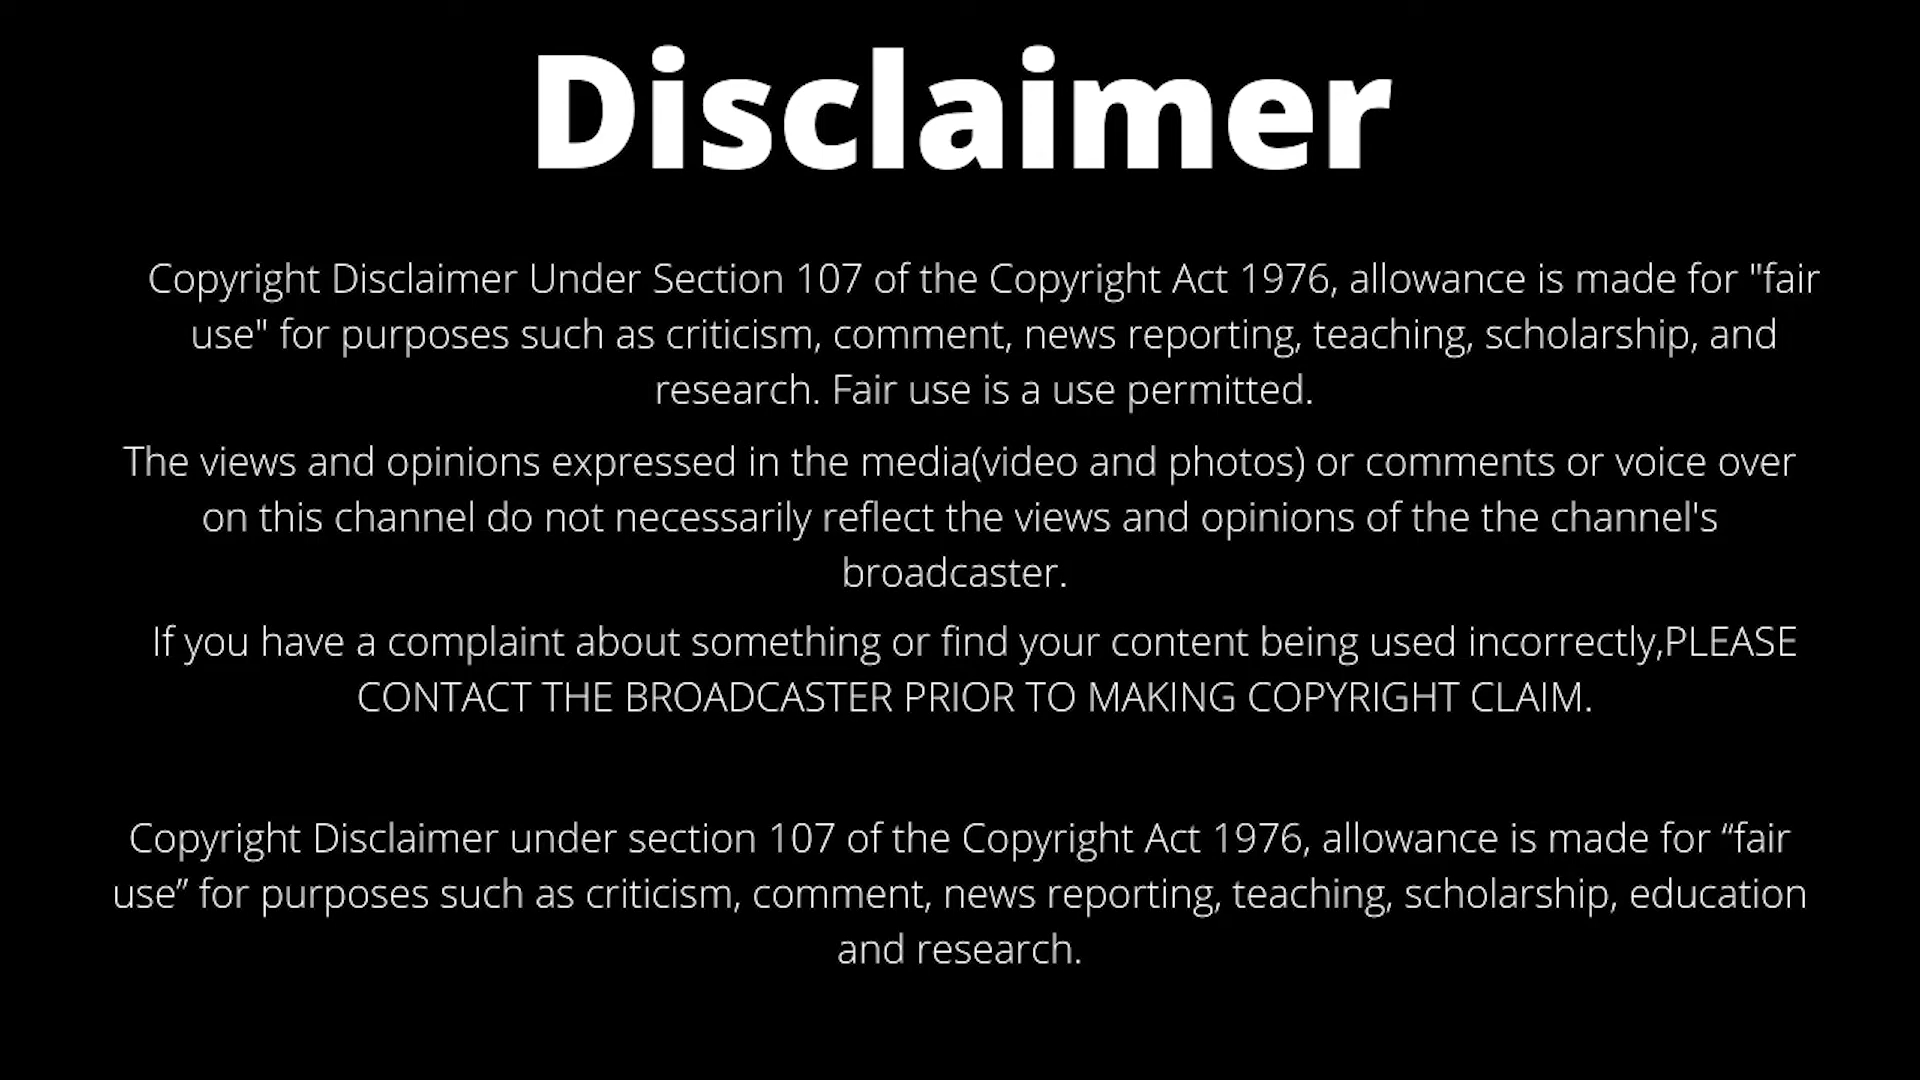 Disclaimer
Copyright Disclaimer Under Section 107 of the Copyright Act 1976, allowance is made for "fair
use" for purposes such as criticism, comment, news reporting, teaching, scholarship, and
research. Fair use is a use permitted.
The views and opinions expressed in the media(video and photos) or comments or voice over
on this channel do not necessarily reflect the views and opinions of the the channel's
broadcaster.
If you have a complaint about something or find your content being used incorrectly,PLEASE
CONTACT THE BROADCASTER PRIOR TO MAKING COPYRIGHT CLAIM.
Copyright Disclaimer under section 107 of the Copyright Act 1976, allowance is made for “fair
use” for purposes such as criticism, comment, news reporting, teaching, scholarship, education
and research.